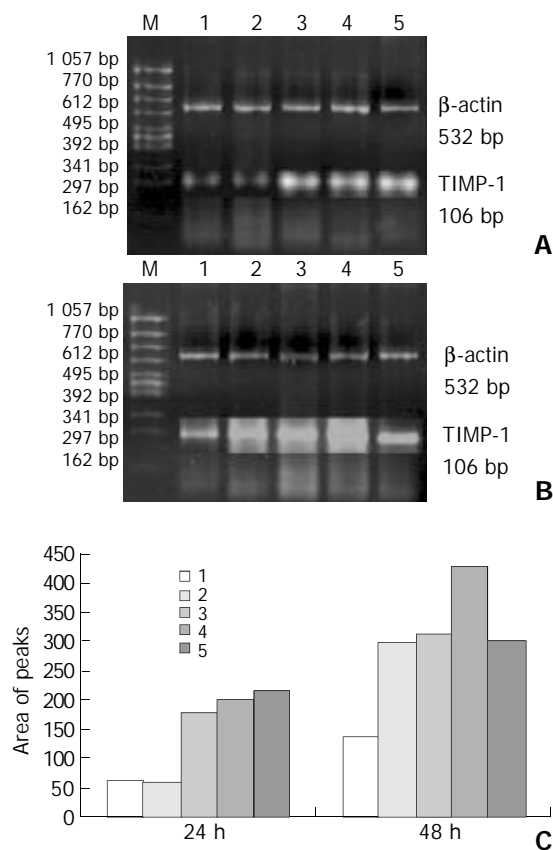 M 1 2 3 4 5
1 057 bp
770 bp
612 bp
495 bp
392 bp
341 bp
297 bp
162 bp
β-actin
532 bp
TIMP-1
106 bp
A
M 1 2 3 4 5
1 057 bp
770 bp
612 bp
495 bp
392 bp
341 bp
297 bp
162 bp
β-actin
532 bp
TIMP-1
106 bp
B
Area of peaks
450
400
350
300
250
200
150
100
50
0
1
2
3
4
5
24 h 48 h
C